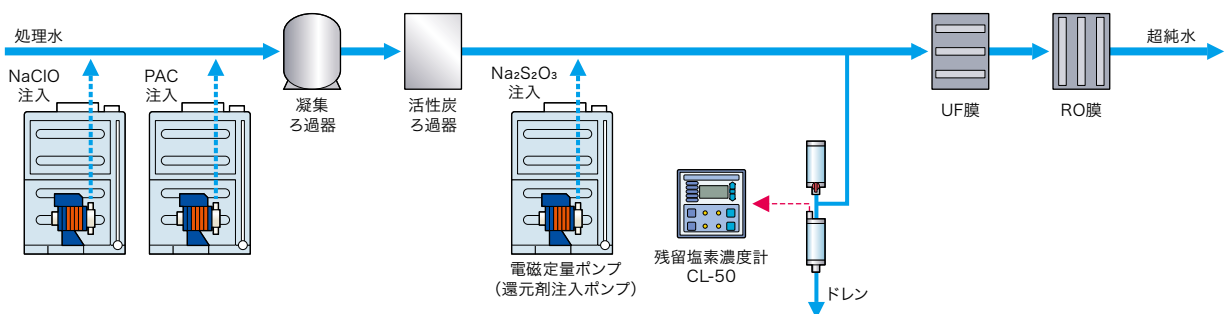 処理水
超純水
NaClO
注入
PAC
注入
凝集
ろ過器
活性炭
ろ過器
Na₂S₂O₃
注入
UF膜
RO膜
電磁定量ポンプ
（還元剤注入ポンプ）
残留塩素濃度計
CL-50
ドレン